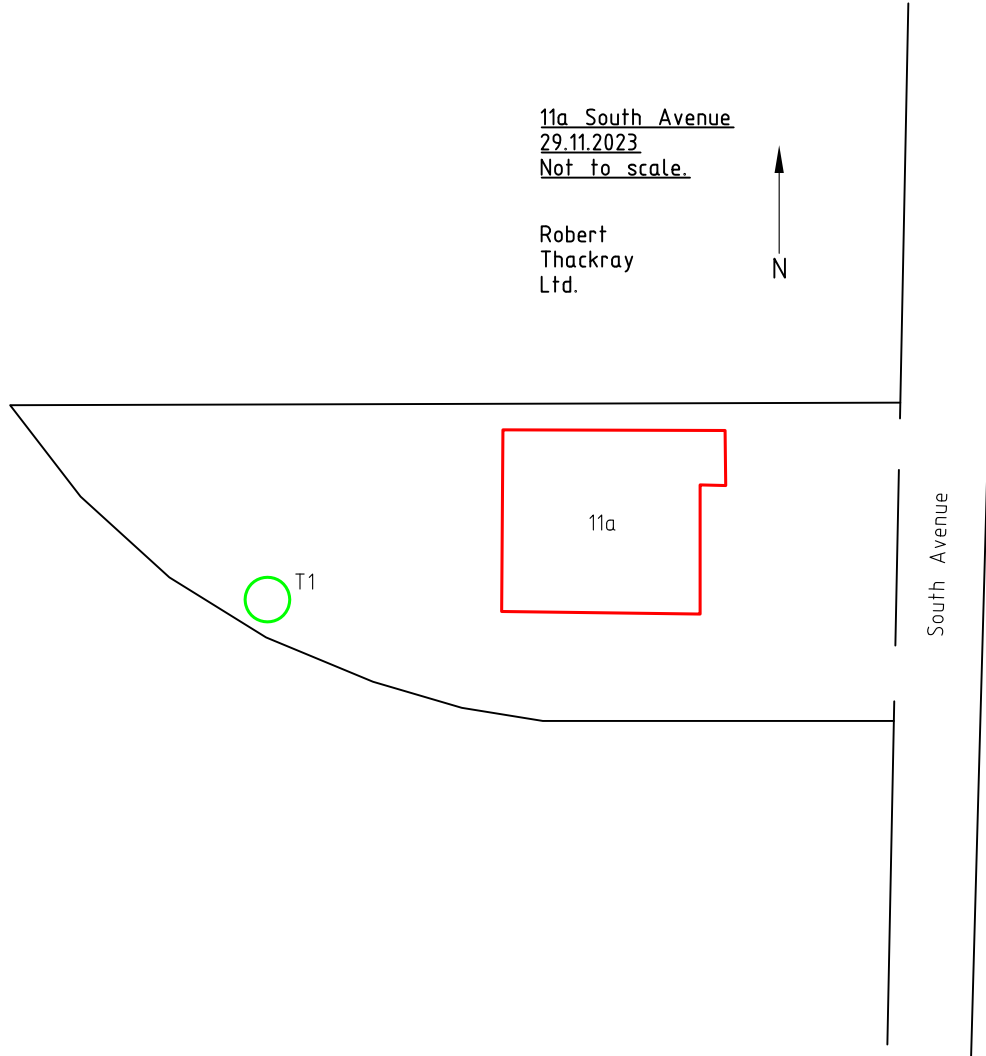 11a South Avenue
29.11.2023
Not to scale.
Robert
Thackray
Ltd.
N
11a
T1
South Avenue